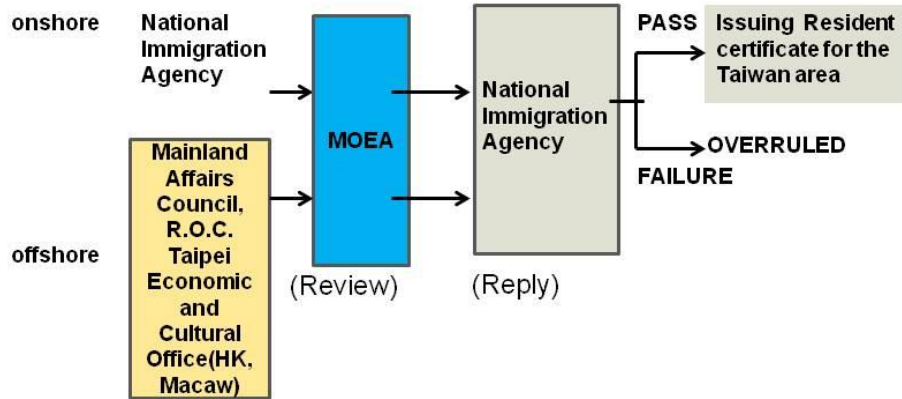 onshore
National
Immigration
Agency
Mainland
Affairs
Council,
R.O.C.
Taipei
Economic
and
Cultural
Office(HK,
Macaw)
offshore
MOEA
(Review)
National
Immigration
Agency
(Reply)
PASS
Issuing Resident
certificate for the
Taiwan area
OVERRULED
FAILURE